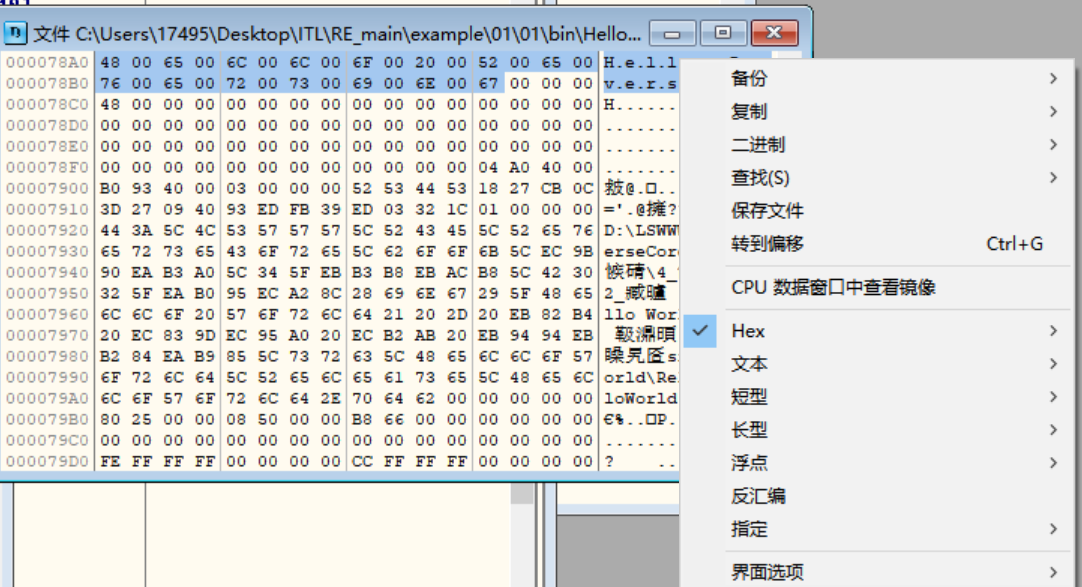 文件 C:\Users\17495\Desktop\ITL\RE_main\example\01\01\bin\Hello...
000078A0 48 00 65 00 6C 00 6C 00 6F 00 20 00 52 00 65 00 H.e.l.l
000078B0 76 00 65 00 72 00 73 00 69 00 6E 00 67 00 00 00 v.e.r.s
000078C0 48 00 00 00 00 00 00 00 00 00 00 00 00 00 00 00 H......
000078D0 00 00 00 00 00 00 00 00 00 00 00 00 00 00 00 00 .......
000078E0 00 00 00 00 00 00 00 00 00 00 00 00 00 00 00 00 .......
000078F0 00 00 00 00 00 00 00 00 00 00 00 00 04 A0 40 00
00007900 B0 93 40 00 03 00 00 00 52 53 44 53 18 27 CB 0C
00007910 3D 27 09 40 93 ED FB 39 ED 03 32 1C 01 00 00 00 ='.@擁?
00007920 44 3A 5C 4C 53 57 57 57 5C 52 43 45 5C 52 65 76 D:\LSWW
00007930 65 72 73 65 43 6F 72 65 5C 62 6F 6F 6B 5C EC 9B erseCor
00007940 90 EA B3 A0 5C 34 5F EB B3 B8 EB AC B8 5C 42 30
00007950 32 5F EA B0 95 EC A2 8C 28 69 6E 67 29 5F 48 65
00007960 6C 6C 6F 20 57 6F 72 6C 64 21 20 2D 20 EB 82 B4 llo Wor
00007970 20 EC 83 9D EC 95 A0 20 EC B2 AB 20 EB 94 94 EB
00007980 B2 84 EA B9 85 5C 73 72 63 5C 48 65 6C 6C 6F 57
00007990 6F 72 6C 64 5C 52 65 6C 65 61 73 65 5C 48 65 6C orld\Re
000079A0 6C 6F 57 6F 72 6C 64 2E 70 64 62 00 00 00 00 00 loWorld
000079B0 80 25 00 00 08 50 00 00 B8 66 00 00 00 00 00 00 €%..□P.
000079C0 00 00 00 00 00 00 00 00 00 00 00 00 00 00 00 00 .......
000079D0 FE FF FF FF 00 00 00 00 CC FF FF FF 00 00 00 00 ? ..
备份
复制
二进制
查找(S)
保存文件
转到偏移 Ctrl+G
CPU 数据窗口中查看镜像
Hex
文本
短型
长型
浮点
反汇编
指定
界面选项